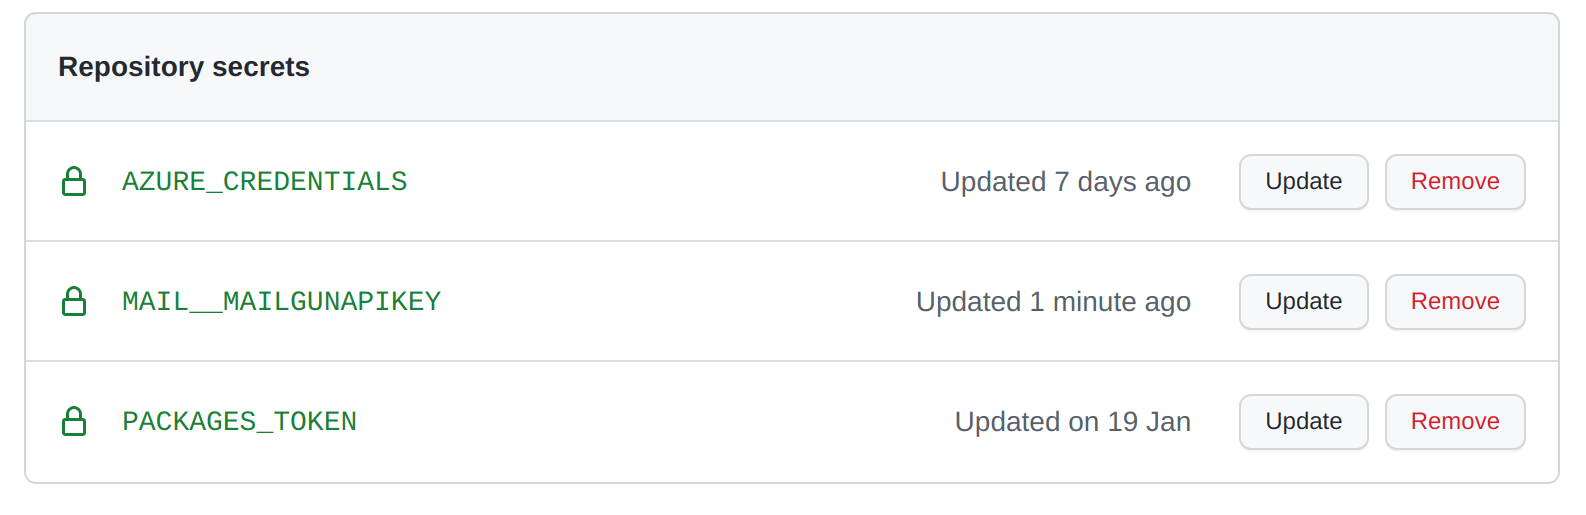 Repository secrets
AZURE_CREDENTIALS Updated 7 days ago Update Remove
MAIL__MAILGUNAPIKEY Updated 1 minute ago Update Remove
PACKAGES_TOKEN Updated on 19 Jan Update Remove